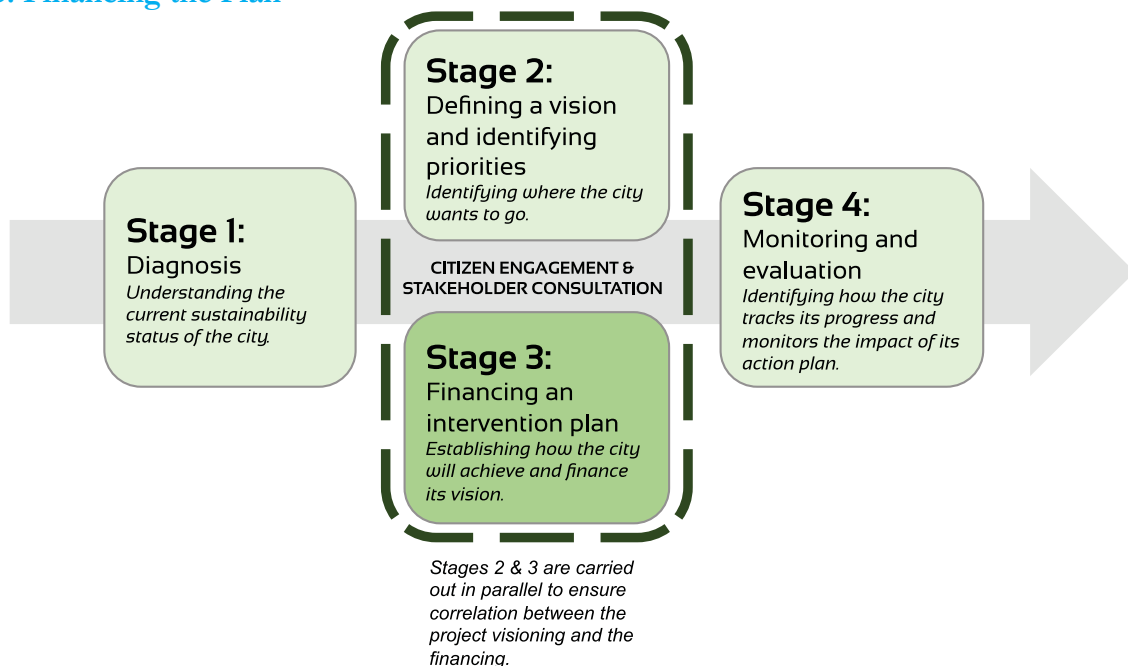 Financing the Plan
Stage 1:
Diagnosis
Understanding the
current sustainability
status of the city.
Stage 2:
Defining a vision
and identifying
priorities
Identifying where the city
wants to go.
CITIZEN ENGAGEMENT &
STAKEHOLDER CONSULTATION
Stage 3:
Financing an
intervention plan
Establishing how the city
will achieve and finance
its vision.
Stage 4:
Monitoring and
evaluation
Identifying how the city
tracks its progress and
monitors the impact of its
action plan.
Stages 2 & 3 are carried
out in parallel to ensure
correlation between the
project visioning and the
financing.